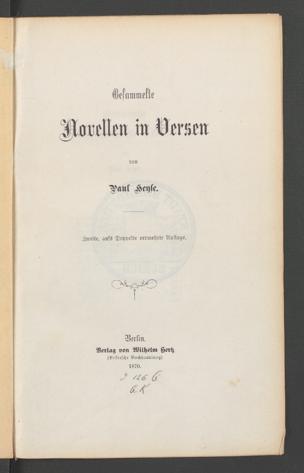 Gesammelte
Novellen in Versen
von
Paul Heyse.
Zweite, aufs Doppelte vermehrte Auflage.
Berlin.
Verlag von Wilhelm Hertz
(Bessersche Buchhandlung)
1870.